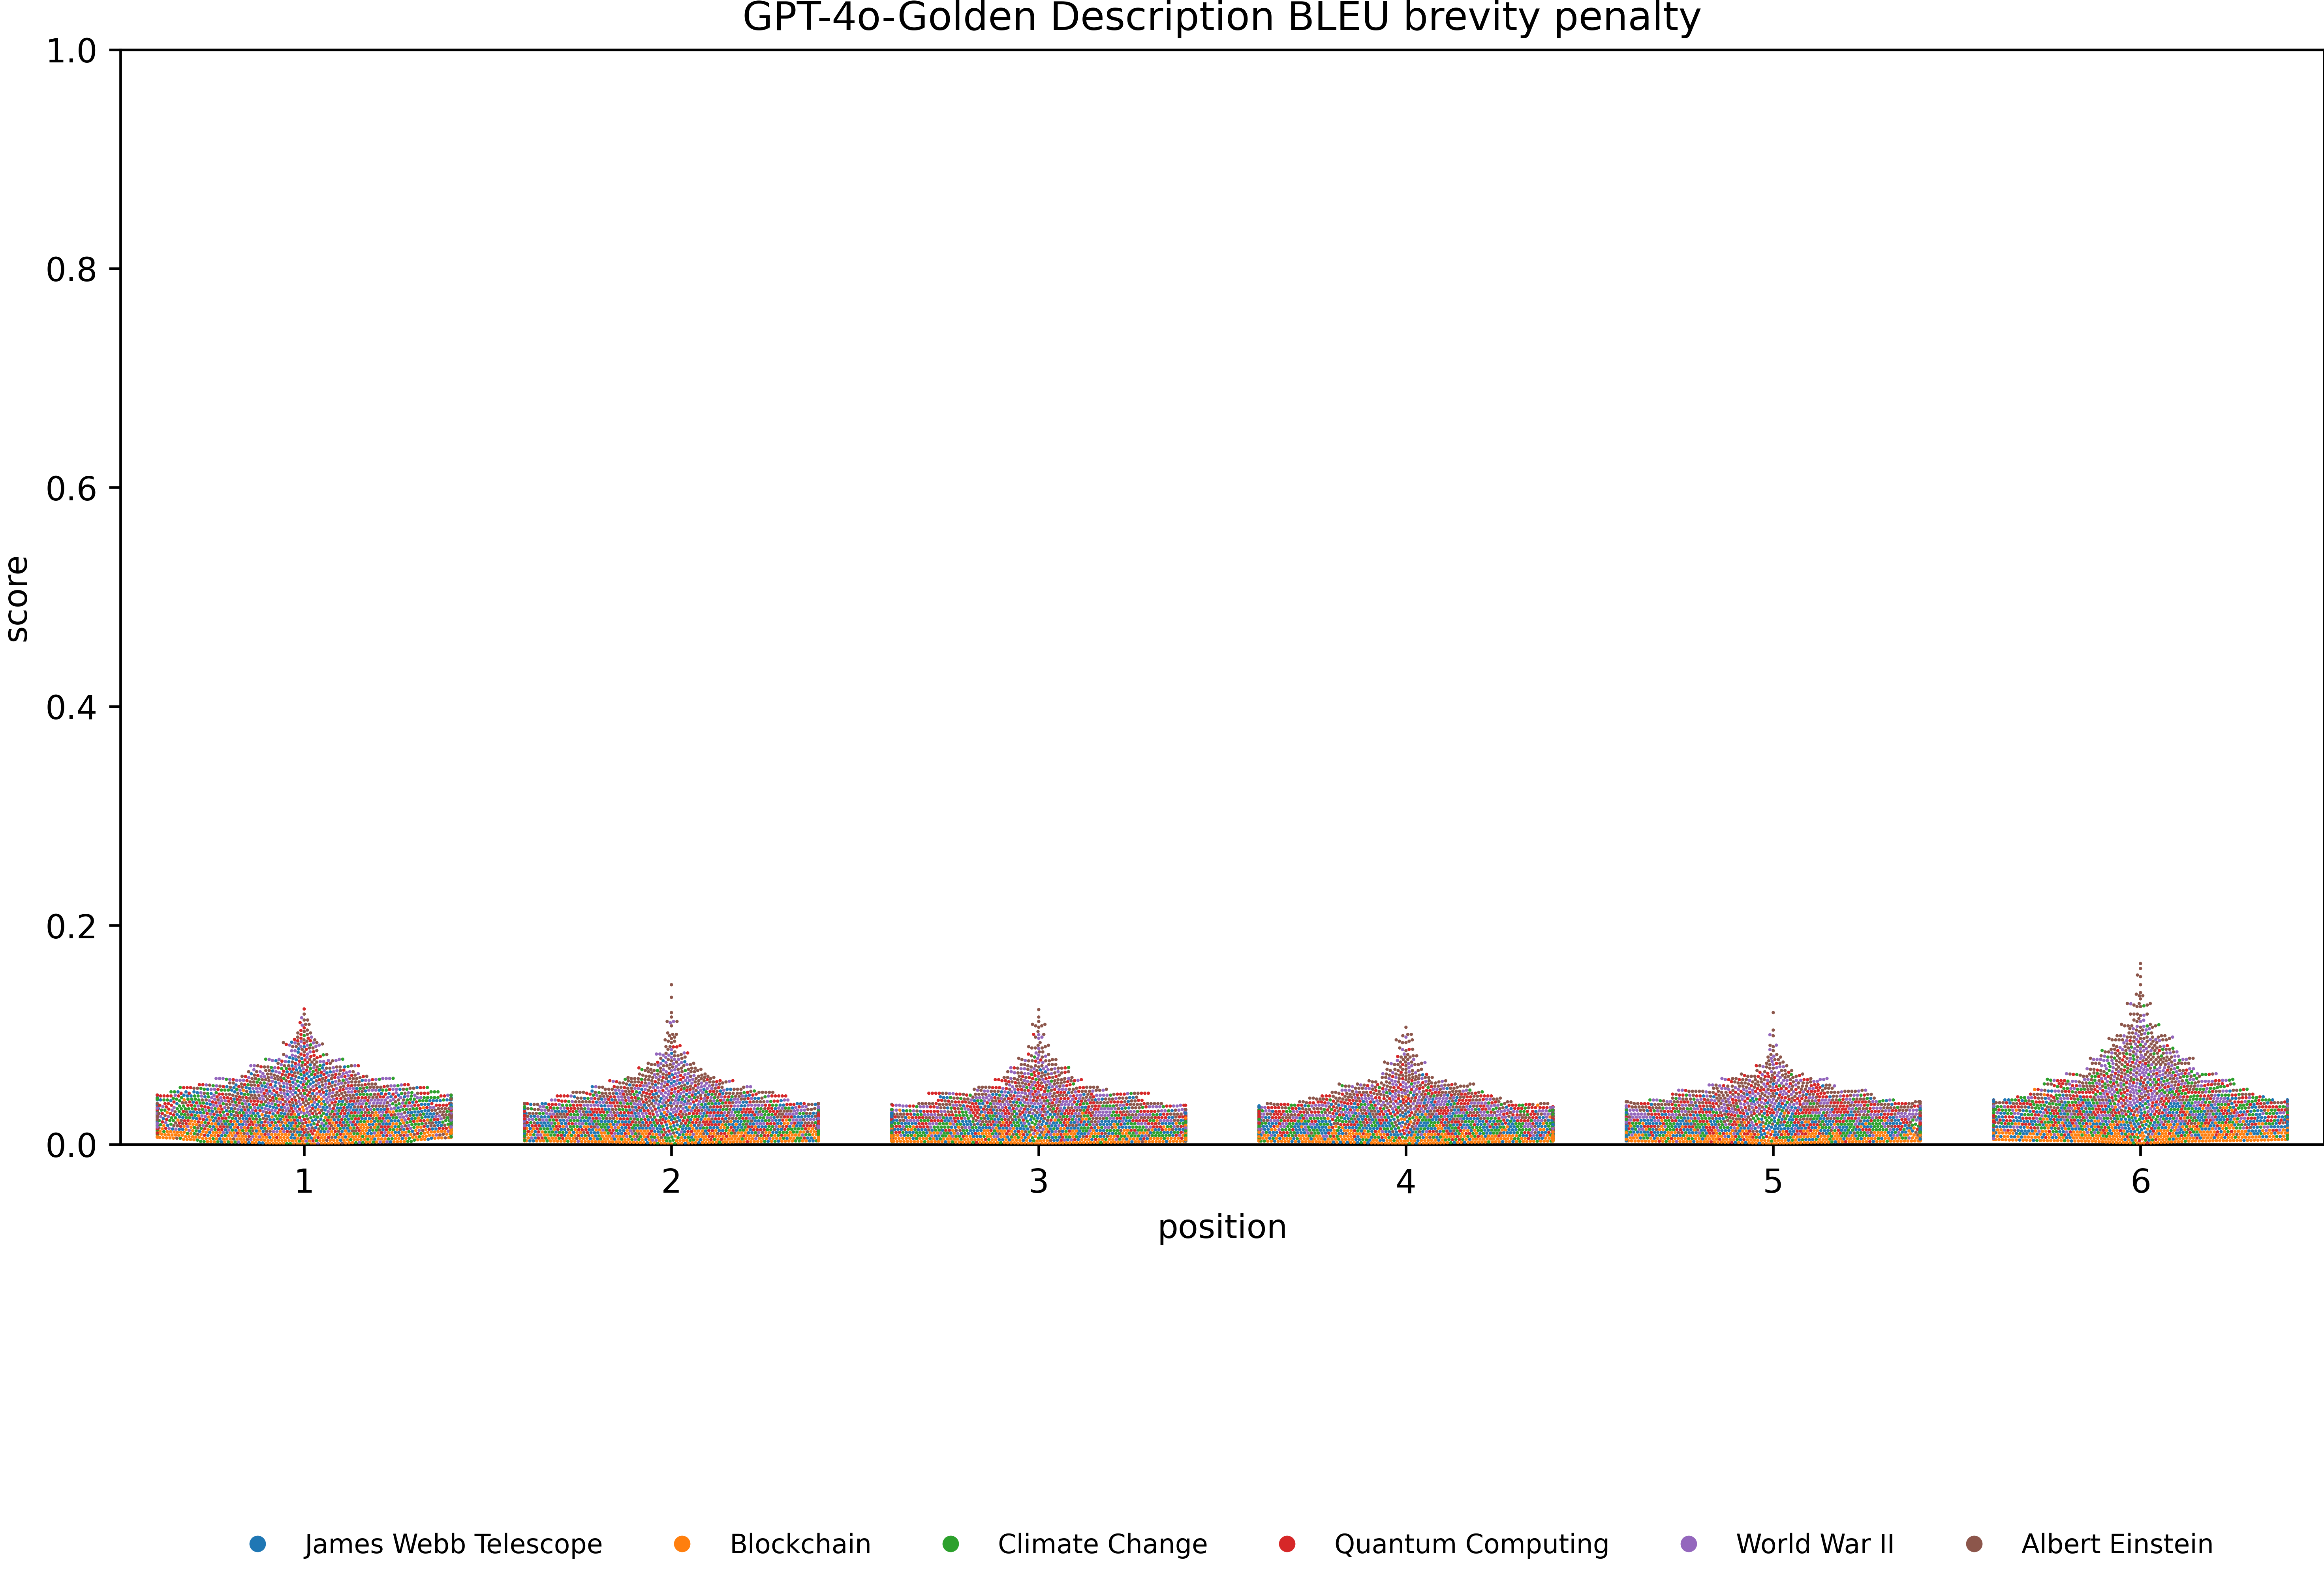 GPT-4o-Golden Description BLEU brevity penalty
1.0
0.8
0.6
0.4
0.2
0.0
score
1 2 3 4 5 6
position
James Webb Telescope Blockchain Climate Change Quantum Computing World War II Albert Einstein